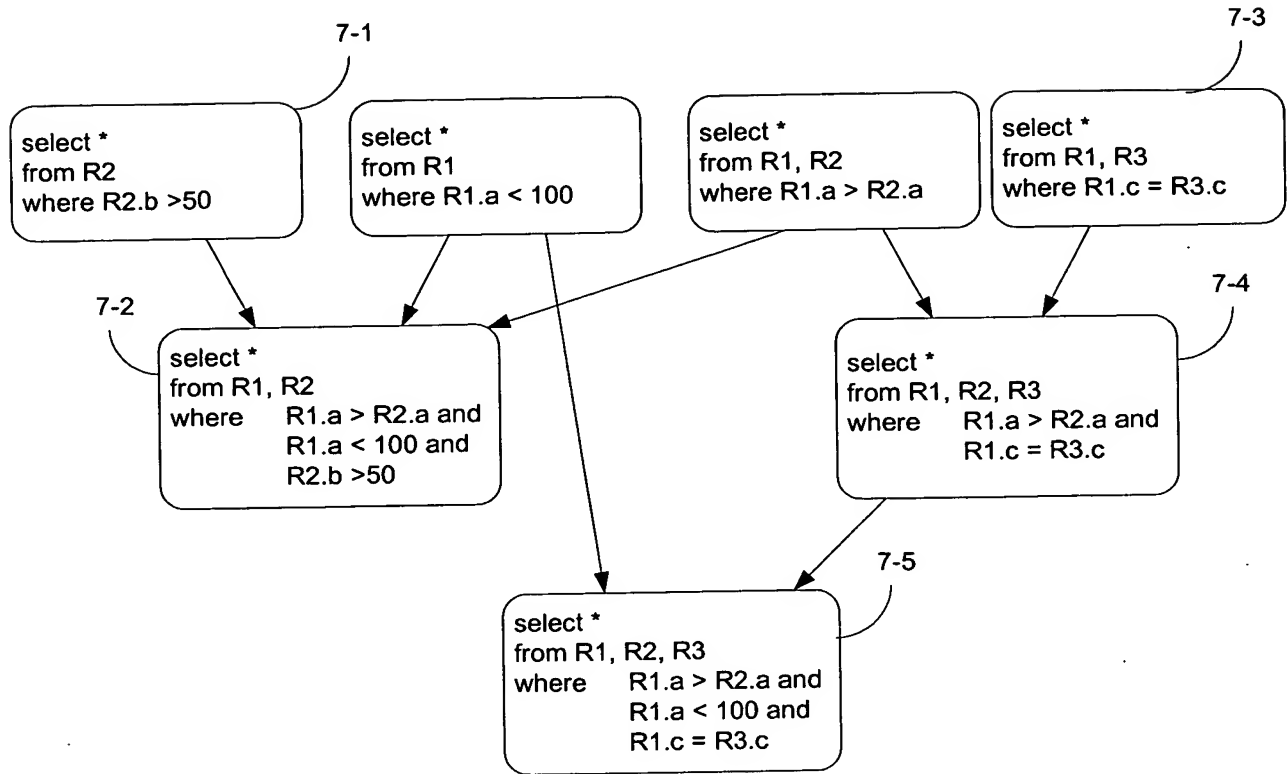 7-1
7-3
select *
from R2
where R2.b >50
select *
from R1
where R1.a < 100
select *
from R1, R2
where R1.a > R2.a
select *
from R1, R3
where R1.c = R3.c
7-2
7-4
select *
from R1, R2
where R1.a > R2.a and
R1.a < 100 and
R2.b >50
select *
from R1, R2, R3
where R1.a > R2.a and
R1.c = R3.c
7-5
select *
from R1, R2, R3
where R1.a > R2.a and
R1.a < 100 and
R1.c = R3.c